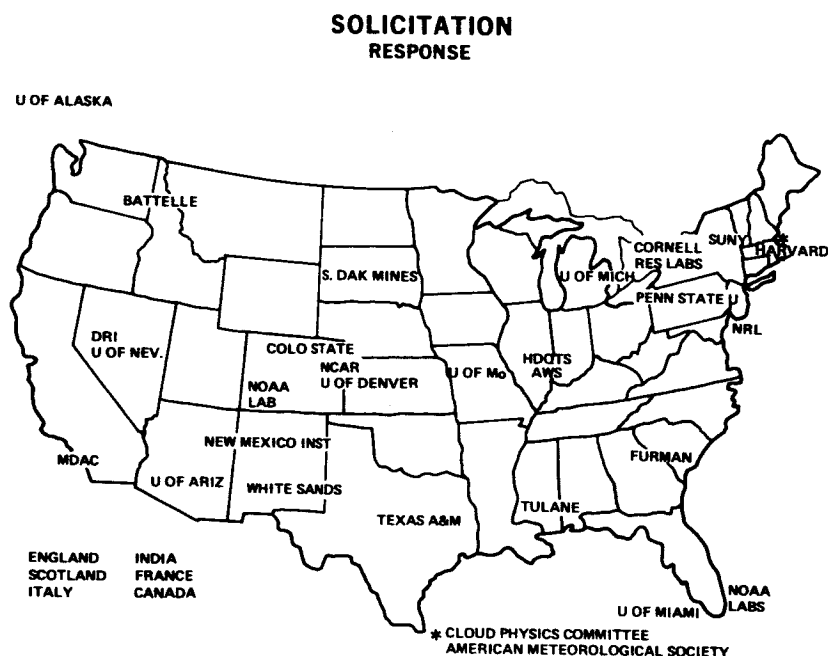 SOLICITATION
RESPONSE
U OF ALASKA
BATTELLE
S. DAK MINES
U OF MICH
CORNELL
RES LABS
SUNY
*
HARVARD
PENN STATE U
NRL
DRI
U OF NEV.
COLO STATE
NCAR
U OF DENVER
NOAA
LAB
U OF Mo
HDQTS
AWS
NEW MEXICO INST
MDAC
U OF ARIZ
WHITE SANDS
FURMAN
TULANE
TEXAS A&M
ENGLAND INDIA
SCOTLAND FRANCE
ITALY CANADA
NOAA
LABS
U OF MIAMI
* CLOUD PHYSICS COMMITTEE
AMERICAN METEOROLOGICAL SOCIETY